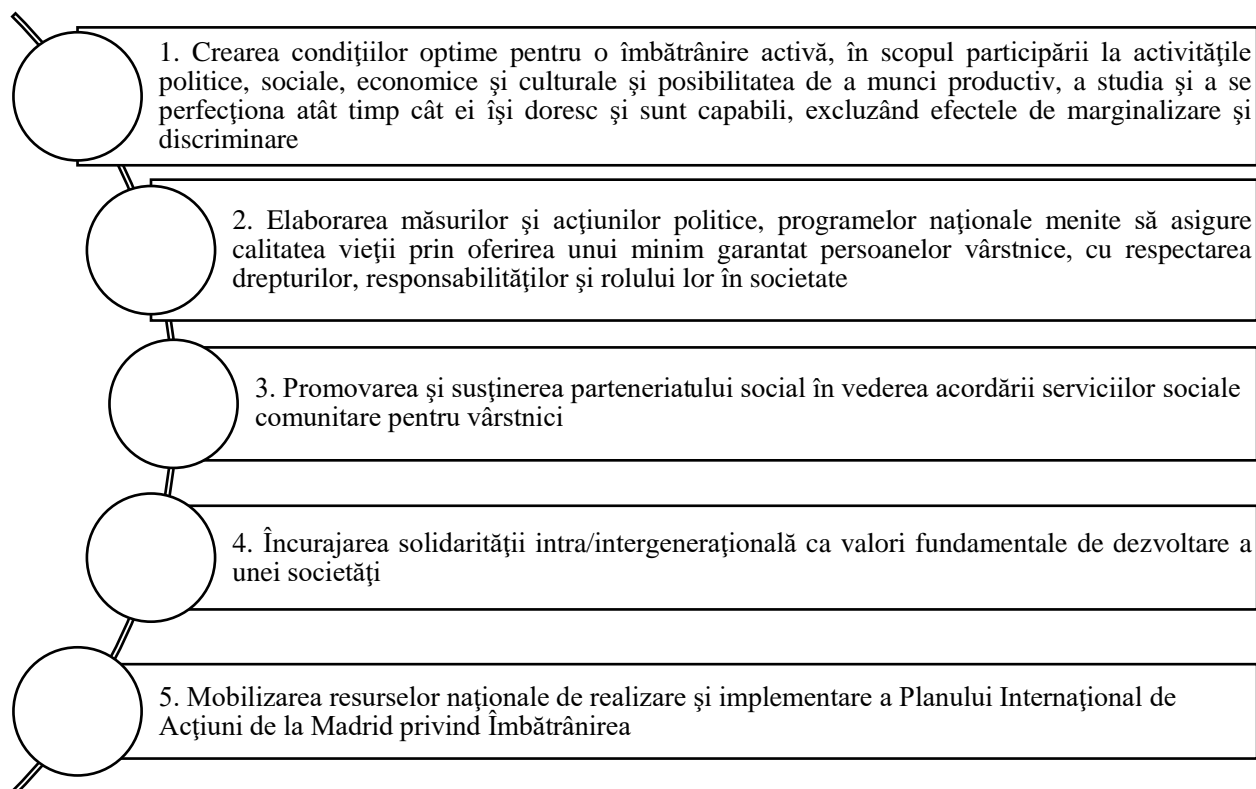 1. Crearea condiţiilor optime pentru o îmbătrânire activă, în scopul participării la activităţile
politice, sociale, economice şi culturale şi posibilitatea de a munci productiv, a studia şi a se
perfecţiona atât timp cât ei îşi doresc şi sunt capabili, excluzând efectele de marginalizare şi
discriminare
2. Elaborarea măsurilor şi acţiunilor politice, programelor naţionale menite să asigure
calitatea vieţii prin oferirea unui minim garantat persoanelor vârstnice, cu respectarea
drepturilor, responsabilităţilor şi rolului lor în societate
3. Promovarea şi susţinerea parteneriatului social în vederea acordării serviciilor sociale
comunitare pentru vârstnici
4. Încurajarea solidarităţii intra/intergeneraţională ca valori fundamentale de dezvoltare a
unei societăţi
5. Mobilizarea resurselor naţionale de realizare şi implementare a Planului Internaţional de
Acţiuni de la Madrid privind Îmbătrânirea